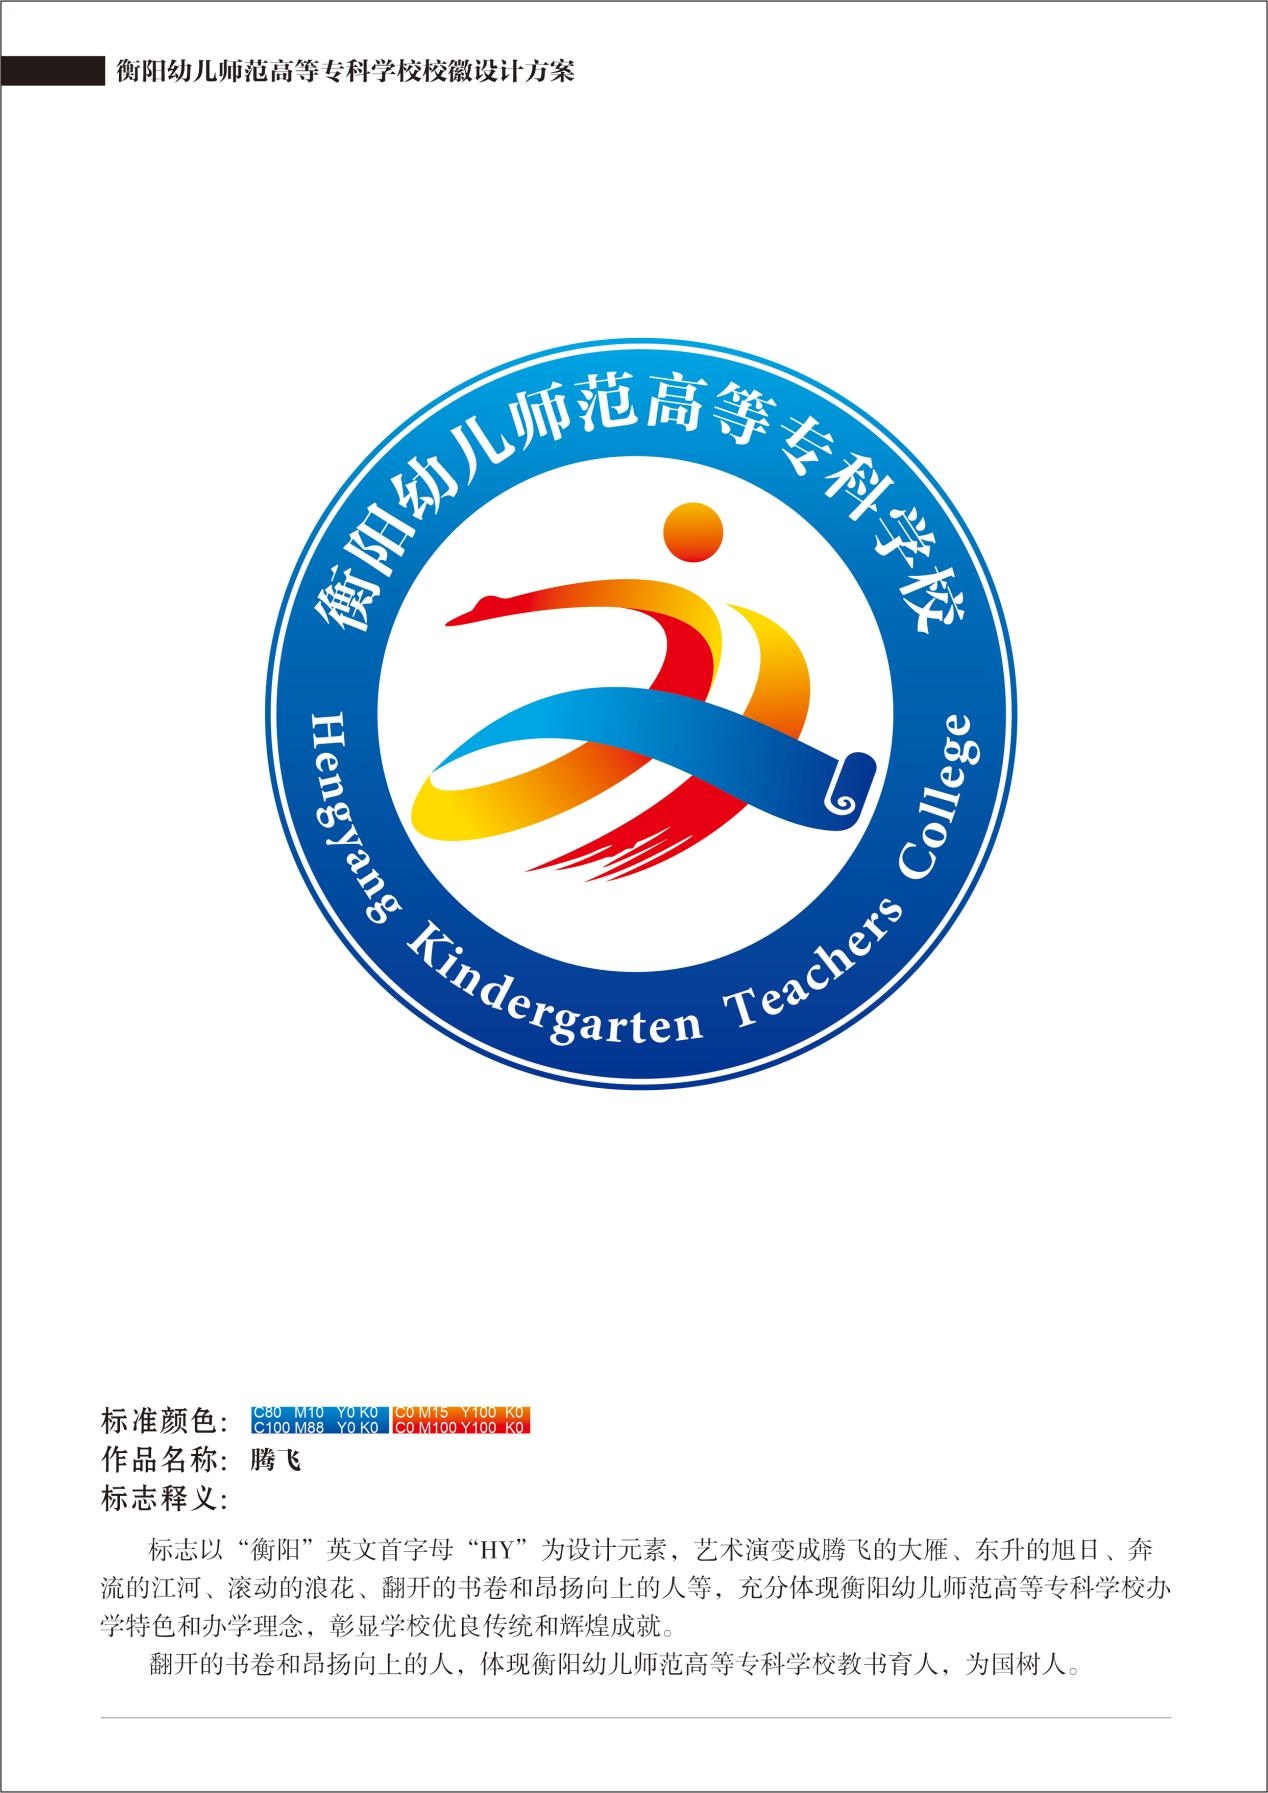 衡阳幼儿师范高等专科学校校徽设计方案
衡阳幼儿师范高等专科学校
Hengyang Kindergarten Teachers College
标准颜色： C80 M10 Y0 K0 C0 M15 Y100 K0
C100 M88 Y0 K0 C0 M100 Y100 K0
作品名称： 腾飞
标志释义：
标志以“衡阳”英文首字母“HY”为设计元素，艺术演变成腾飞的大雁、东升的旭日、奔
流的江河、滚动的浪花、翻开的书卷和昂扬向上的人等，充分体现衡阳幼儿师范高等专科学校办
学特色和办学理念，彰显学校优良传统和辉煌成就。
翻开的书卷和昂扬向上的人，体现衡阳幼儿师范高等专科学校教书育人，为国树人。